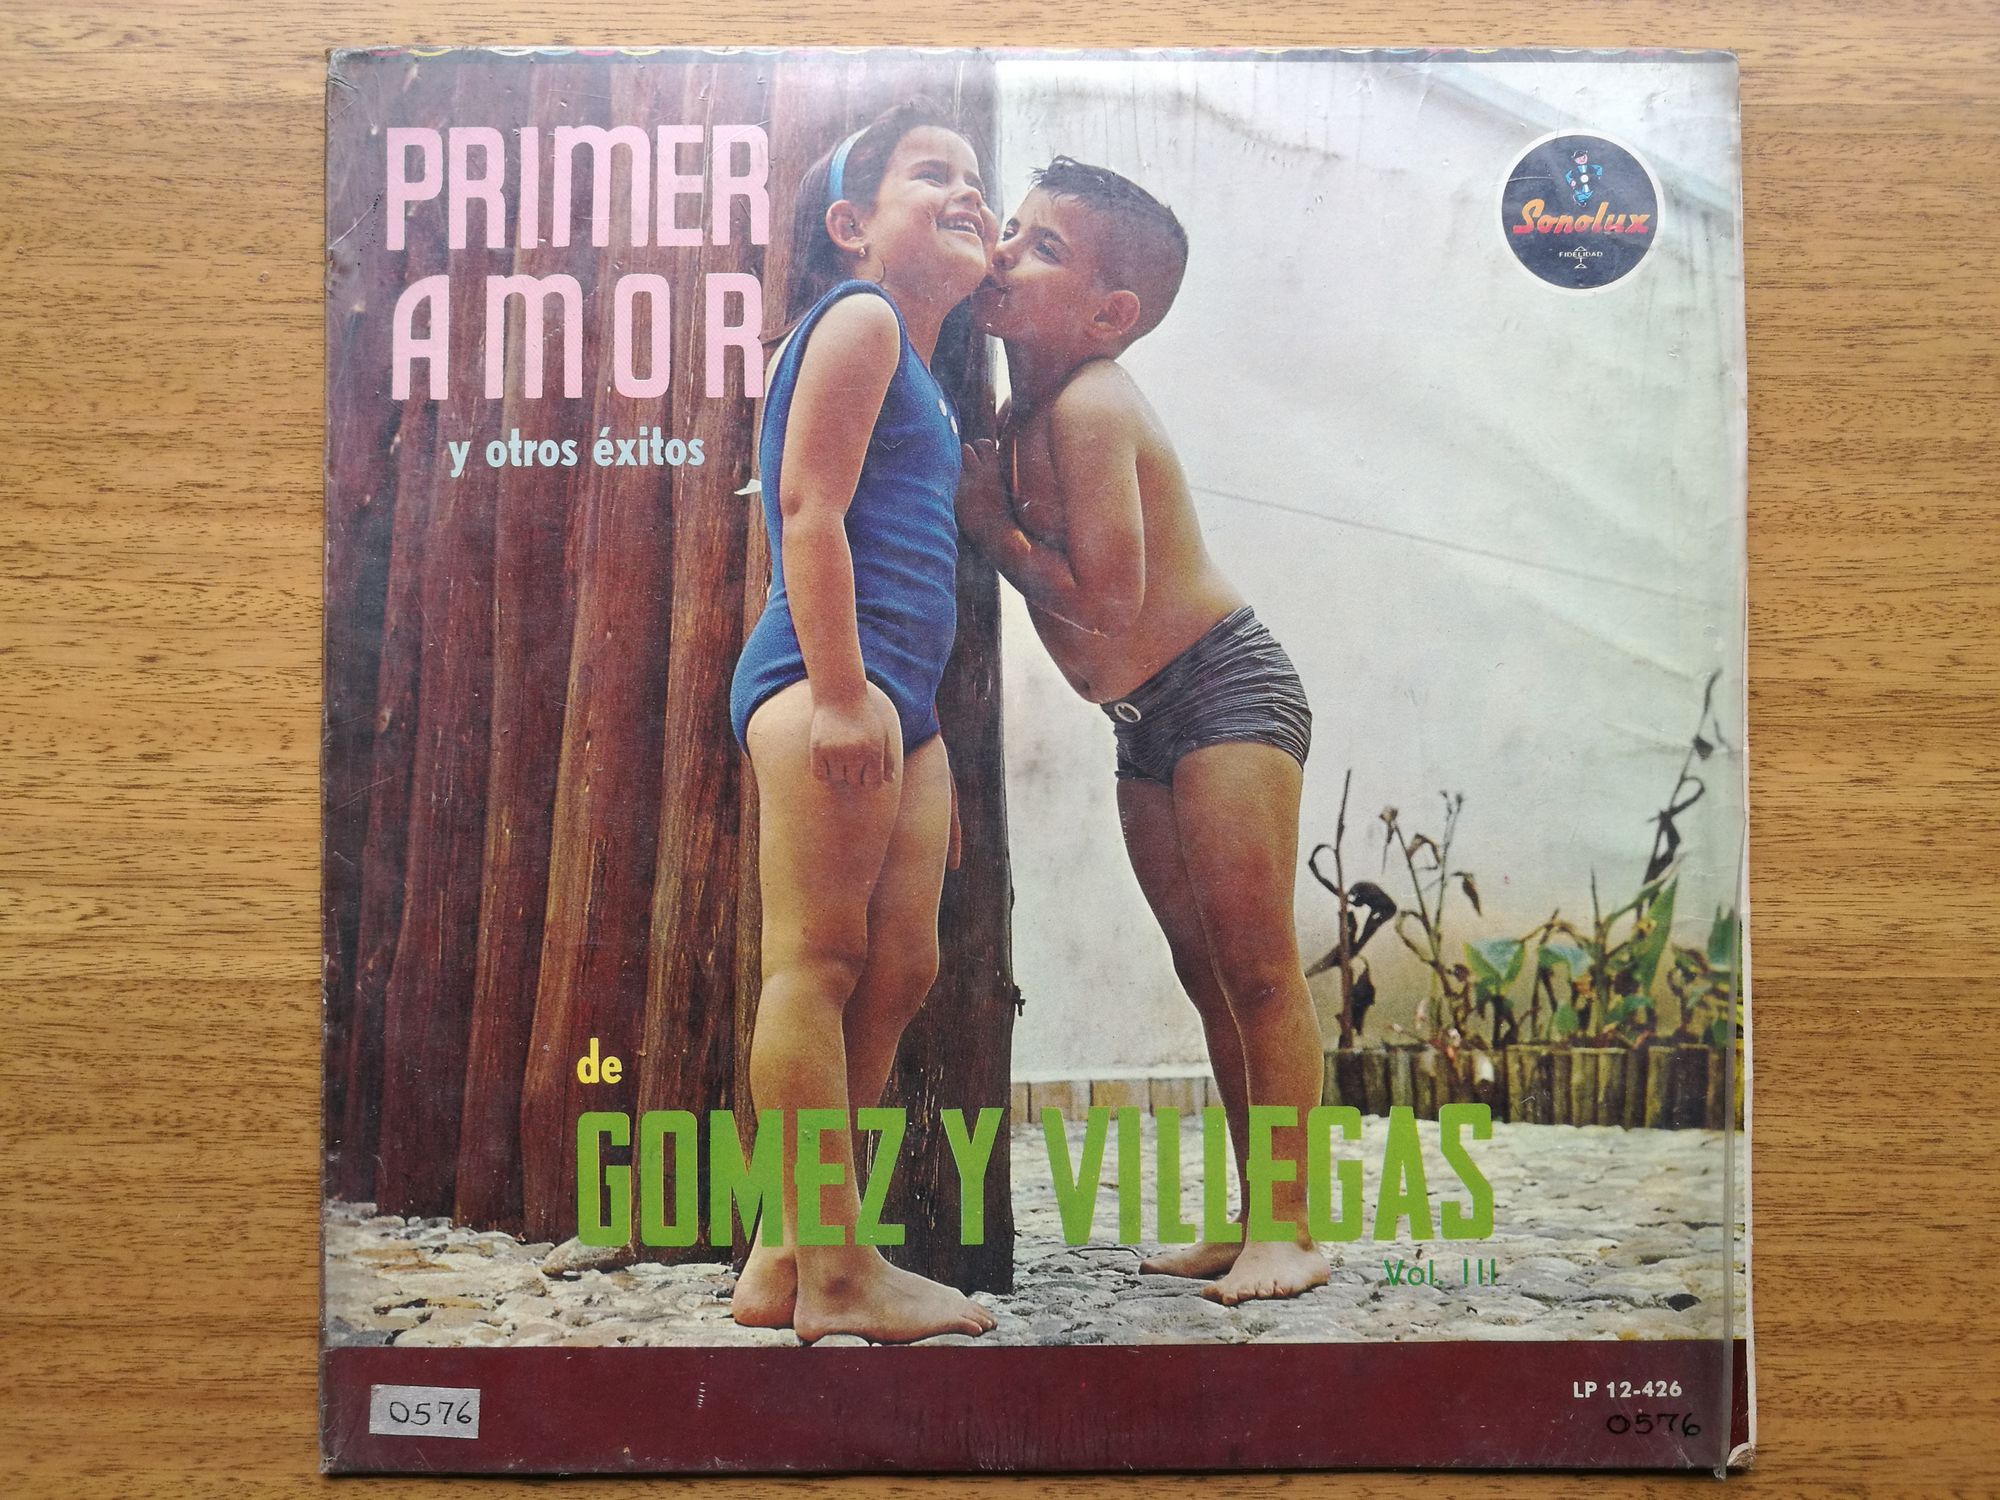 PRIMER
AMOR
y otros éxitos
Sonolux
FIDELIDAD
de
GOMEZ Y VILLEGAS
Vol. III
LP 12-426
0576
0576